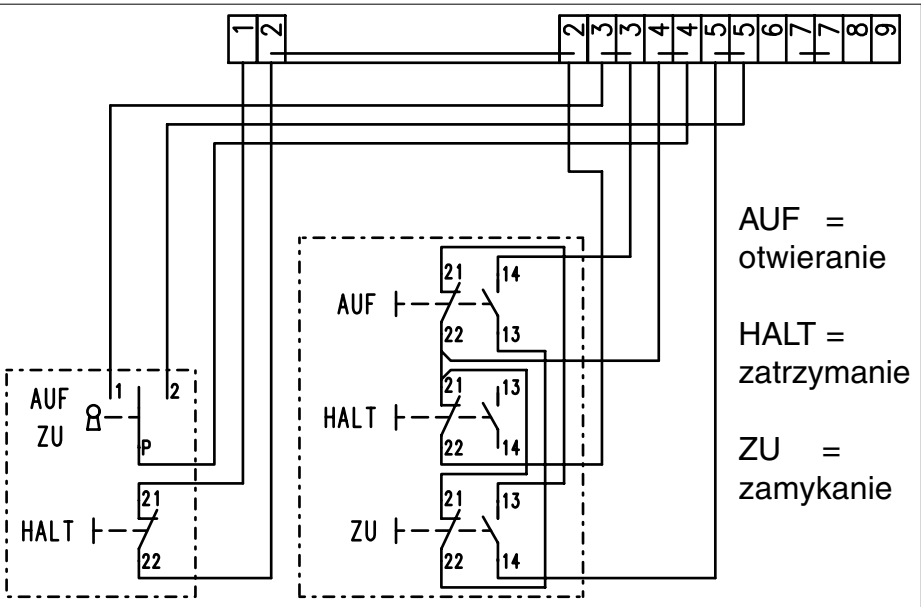 1 2 2 3 3 4 4 5 5 6 7 7 8 9
AUF =
otwieranie
HALT =
zatrzymanie
ZU =
zamykanie
AUF
ZU
1
2
P
HALT
21
22
AUF
21
14
22
13
HALT
21
13
22
14
ZU
21
13
22
14